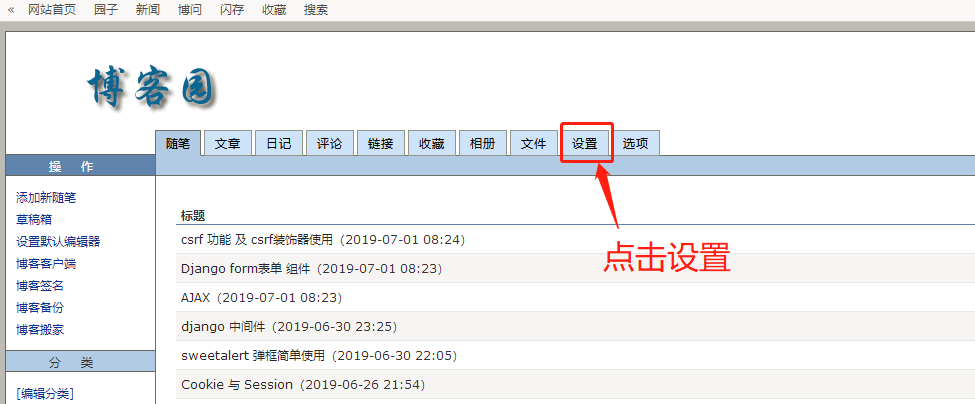 « 网站首页 园子 新闻 博问 闪存 收藏 搜索
博客园
随笔 文章 日记 评论 链接 收藏 相册 文件 设置 选项
操 作
添加新随笔
草稿箱
设置默认编辑器
博客客户端
博客签名
博客备份
博客搬家
分 类
[编辑分类]
标题
csrf 功能 及 csrf装饰器使用（2019-07-01 08:24）
Django form表单 组件（2019-07-01 08:23）
AJAX（2019-07-01 08:23）
django 中间件（2019-06-30 23:25）
sweetalert 弹框简单使用（2019-06-30 22:05）
Cookie 与 Session（2019-06-26 21:54）
点击设置